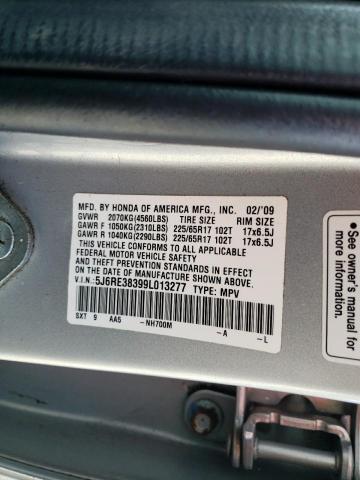 MFD. BY HONDA OF AMERICA MFG., INC. 02/'09
GVWR 2070KG(4560LBS) TIRE SIZE RIM SIZE
GAWR F 1050KG(2310LBS) 225/65R17 102T 17x6.5J
GAWR R 1040KG(2290LBS) 225/65R17 102T 17x6.5J
THIS VEHICLE CONFORMS TO ALL APPLICABLE
FEDERAL MOTOR VEHICLE SAFETY
AND THEFT PREVENTION STANDARDS IN EFFECT
ON THE DATE OF MANUFACTURE SHOWN ABOVE.
V.I.N.:5J6RE38399L013277 TYPE: MPV
SXT 9 AA5 -NH700M -A -L
See owner's manual for
more information.